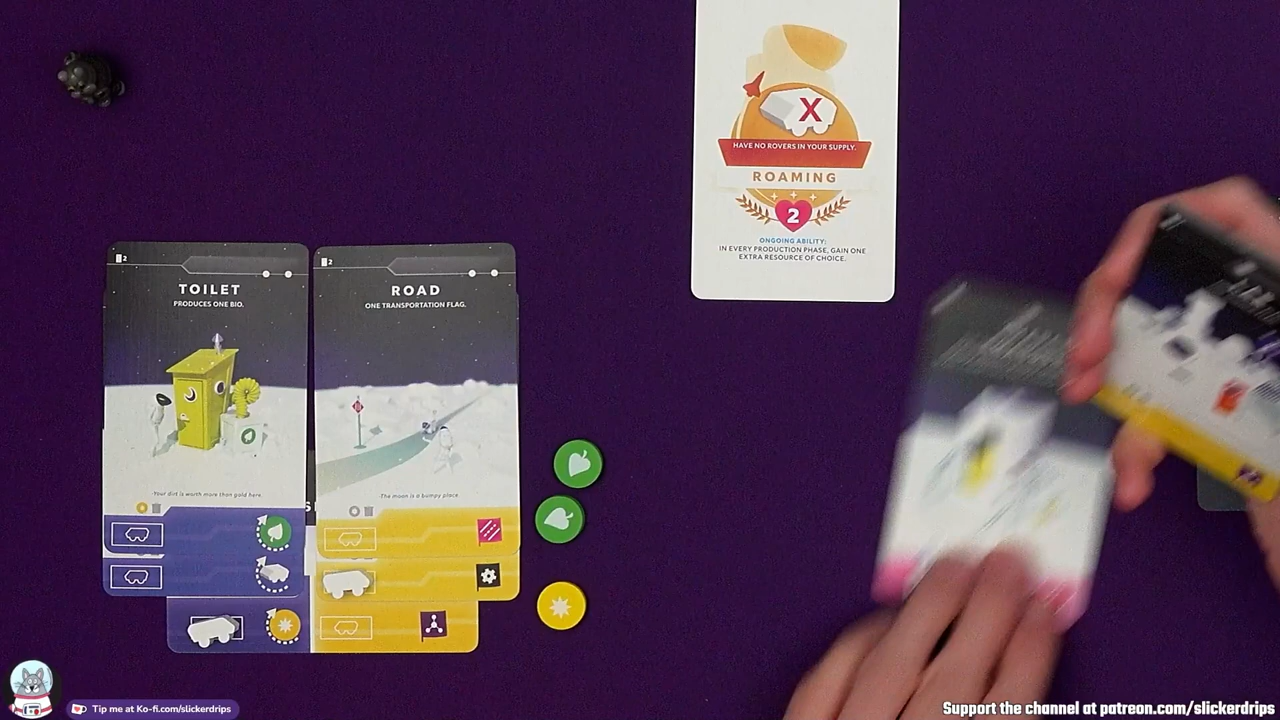 X
HAVE NO ROVERS IN YOUR SUPPLY.
ROAMING
2
ONGOING ABILITY:
IN EVERY PRODUCTION PHASE, GAIN ONE
EXTRA RESOURCE OF CHOICE.
2
TOILET
PRODUCES ONE BIO.
Your dirt is worth more than gold here.
2
ROAD
ONE TRANSPORTATION FLAG.
The moon is a bumpy place.
Tip me at Ko-fi.com/slickerdrips
Support the channel at patreon.com/slickerdrips